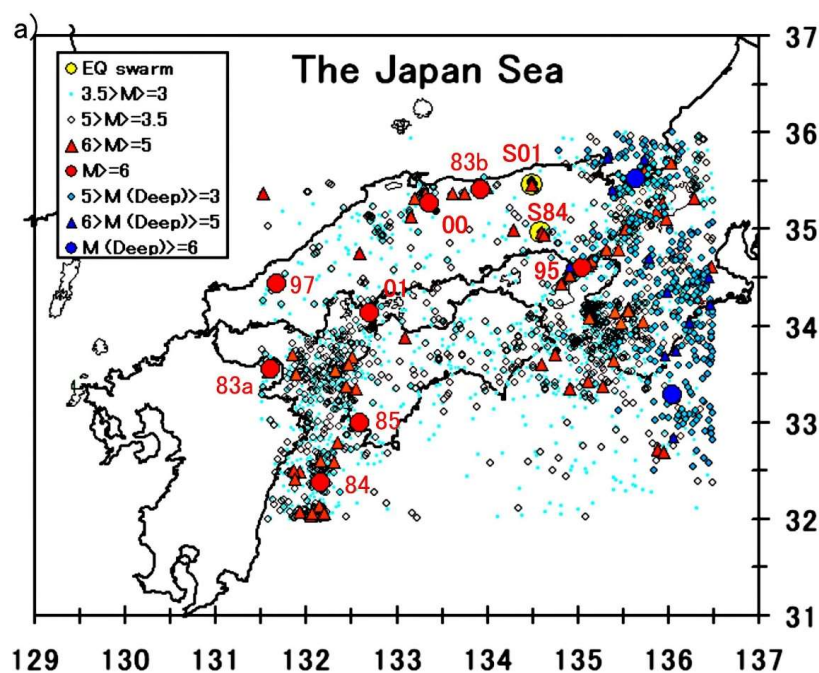 a)
The Japan Sea
EQ swarm
3.5>M>=3
5>M>=3.5
6>M>=5
M>=6
5>M (Deep)>=3
6>M (Deep)>=5
M (Deep)>=6
83b
S01
00
S84
97
01
95
83a
85
84
37
36
35
34
33
32
31
129 130 131 132 133 134 135 136 137